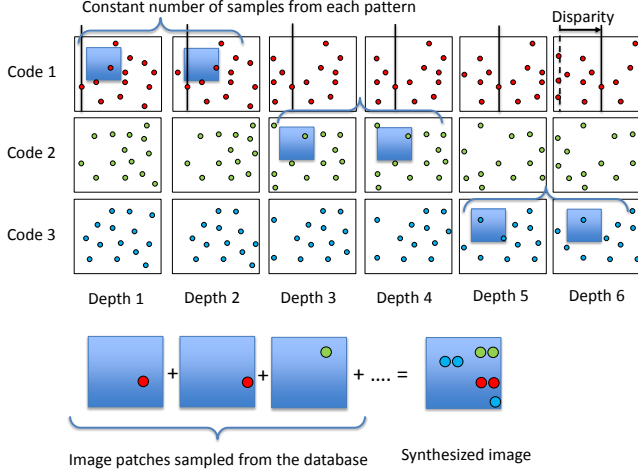 Constant number of samples from each pattern
Disparity
Code 1
Code 2
Code 3
Depth 1 Depth 2 Depth 3 Depth 4 Depth 5 Depth 6
+ + + .... =
Image patches sampled from the database
Synthesized image